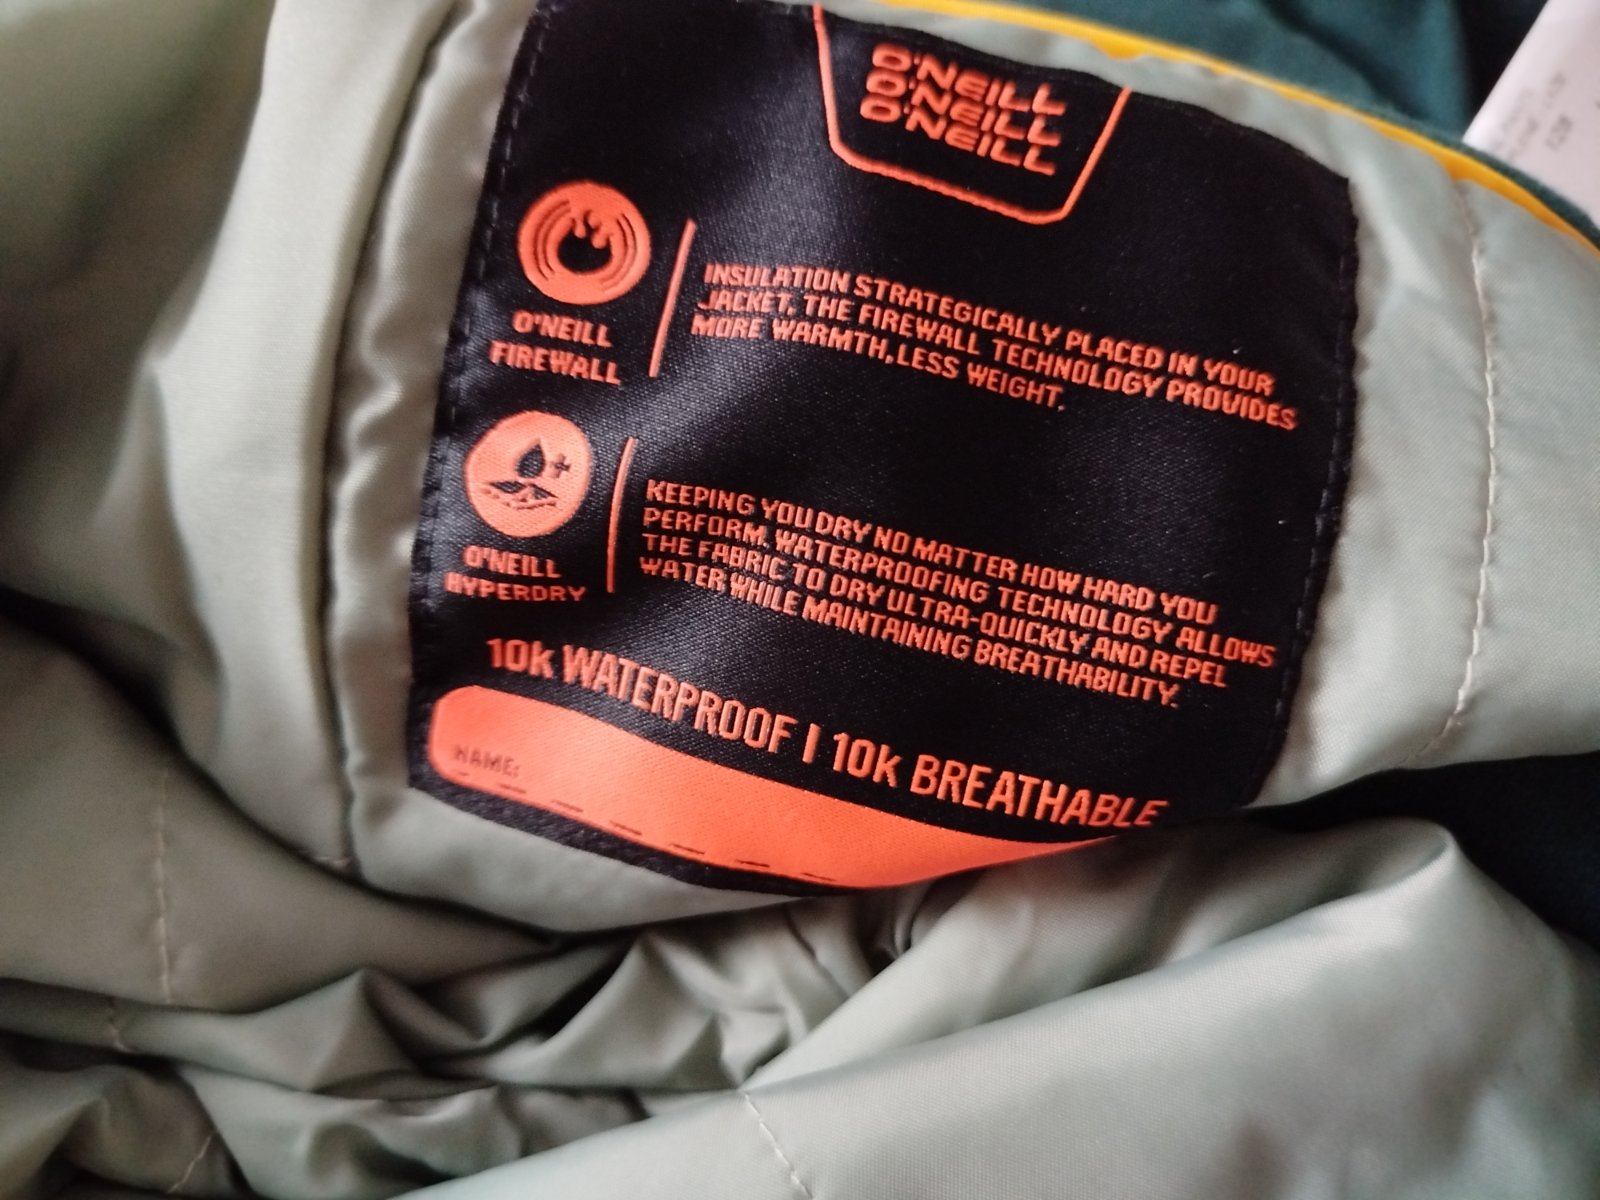 O'NEILL
O'NEILL
O'NEILL
O'NEILL
FIREWALL
INSULATION STRATEGICALLY PLACED IN YOUR
JACKET. THE FIREWALL TECHNOLOGY PROVIDES
MORE WARMTH, LESS WEIGHT.
O'NEILL
HYPERDRY
KEEPING YOU DRY NO MATTER HOW HARD YOU
PERFORM. WATERPROOFING TECHNOLOGY ALLOWS
THE FABRIC TO DRY ULTRA-QUICKLY AND REPEL
WATER WHILE MAINTAINING BREATHABILITY.
10k WATERPROOF | 10k BREATHABLE
NAME: